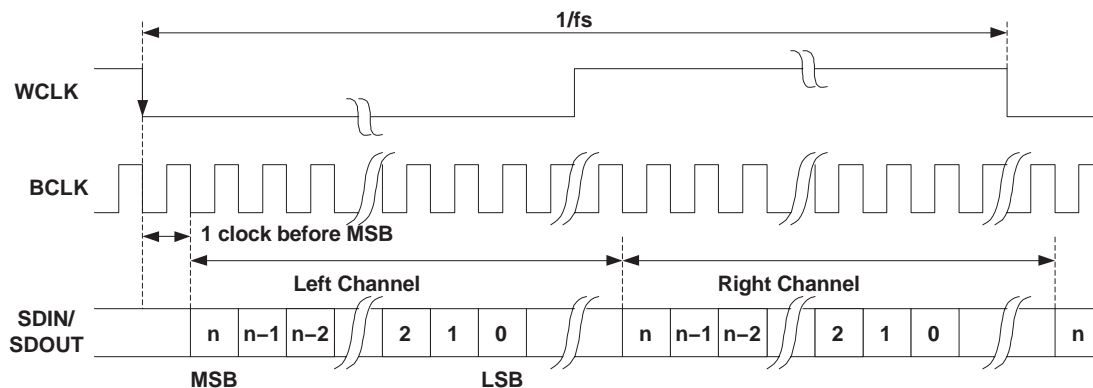 1/fs
WCLK
BCLK
1 clock before MSB
Left Channel
Right Channel
SDIN/
SDOUT
n n−1 n−2 2 1 0 n n−1 n−2 2 1 0 n
MSB LSB